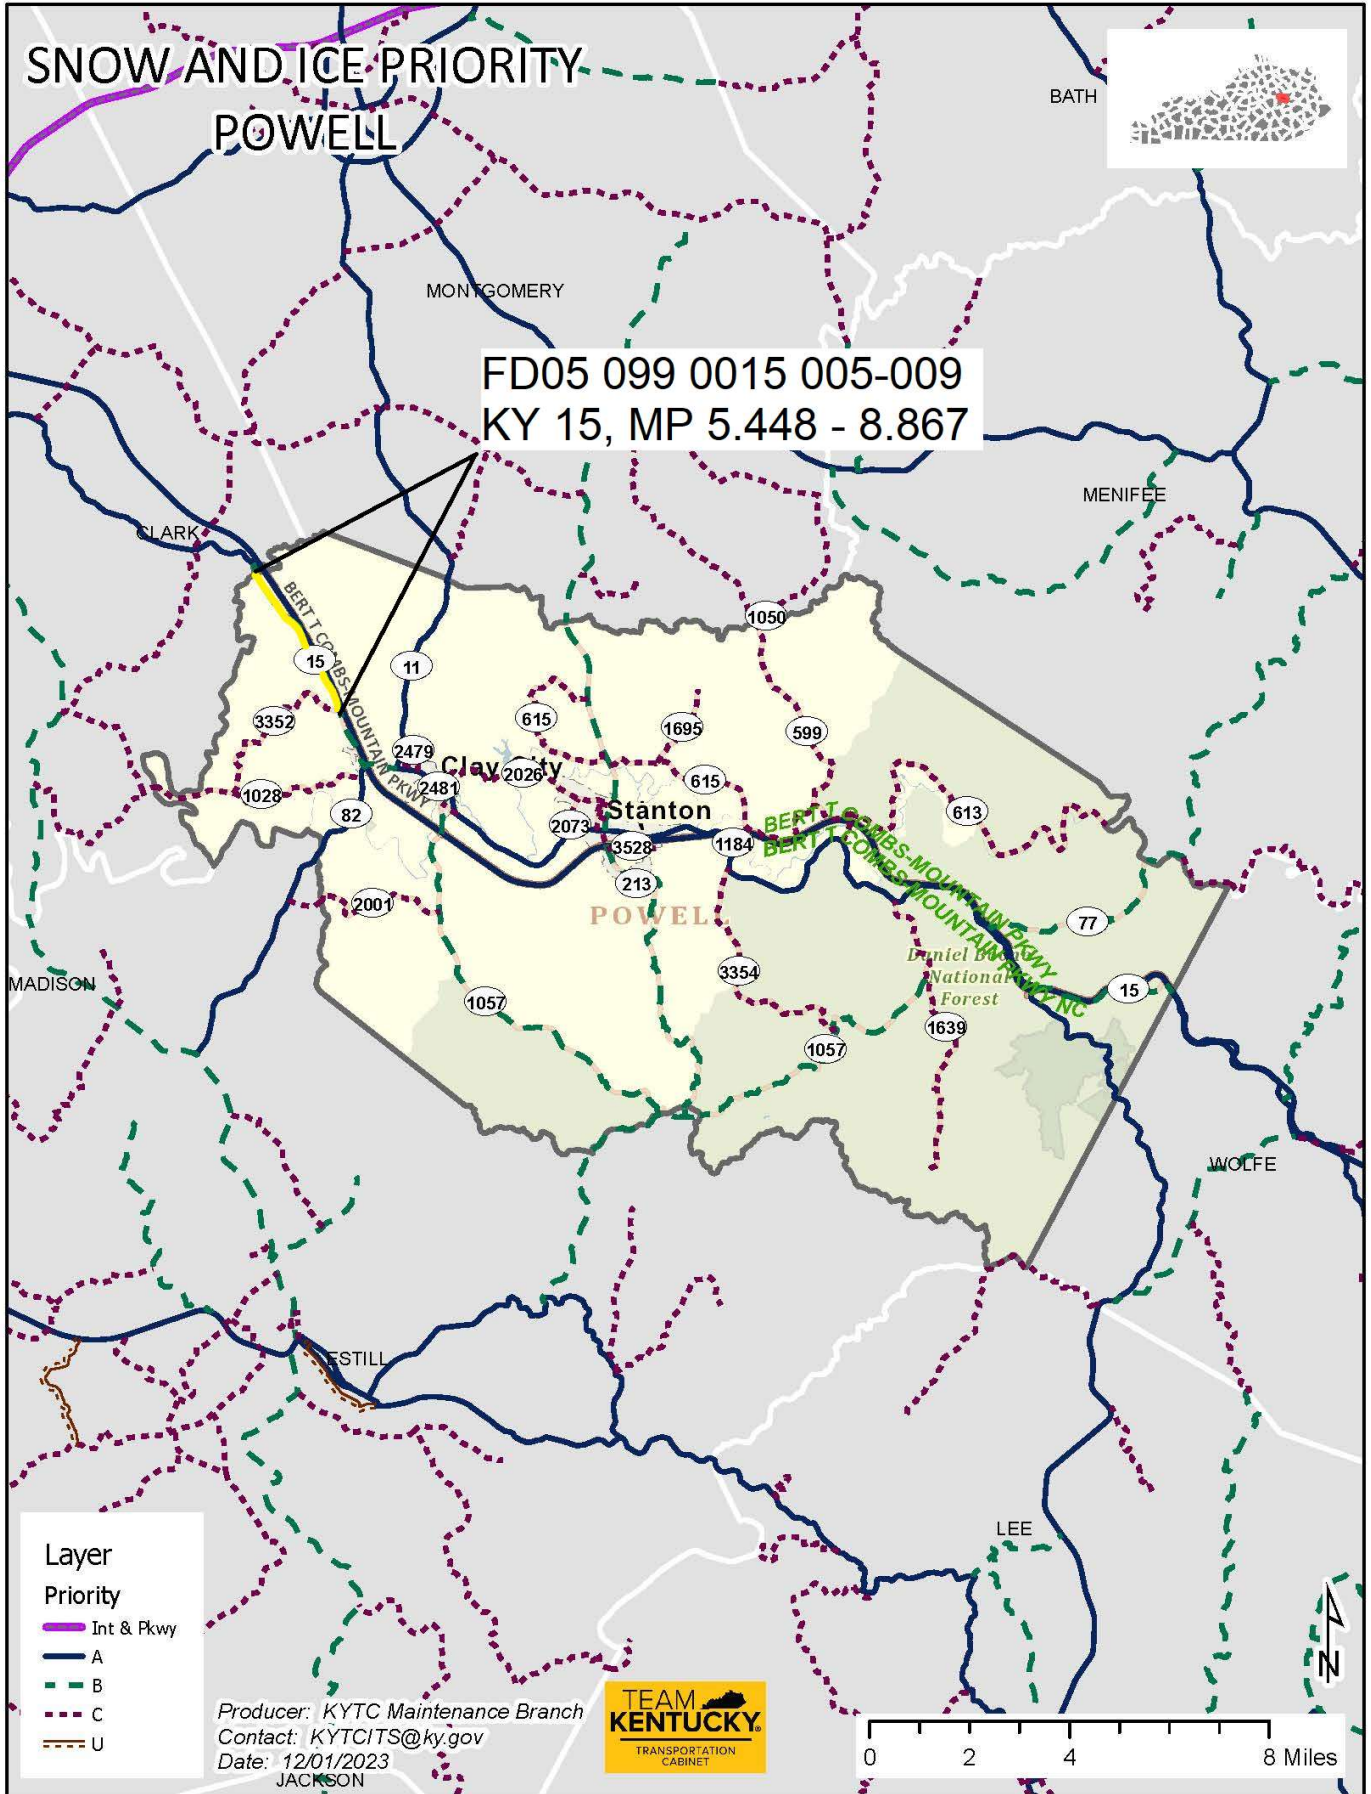 SNOW AND ICE PRIORITY
POWELL
BATH
MONTGOMERY
FD05 099 0015 005-009
KY 15, MP 5.448 - 8.867
MENIFEE
CLARK
BERT T COMBS-MOUNTAIN PKWY
1050
15
11
3352
615
1695
599
2479
Clay City
2026
2481
615
1028
82
Stanton
613
2073
3528
1184
BERT T COMBS-MOUNTAIN PKWY
BERT T COMBS MOUNTAIN PKWY NC
213
2001
POWELL
77
Daniel Boone
National
Forest
3354
MADISON
15
1057
1639
1057
WOLFE
ESTILL
LEE
Layer
Priority
Int & Pkwy
A
B
C
U
Producer: KYTC Maintenance Branch
Contact: KYTCITS@ky.gov
Date: 12/01/2023
JACKSON
TEAM
KENTUCKY®
TRANSPORTATION
CABINET
N
0 2 4 8 Miles